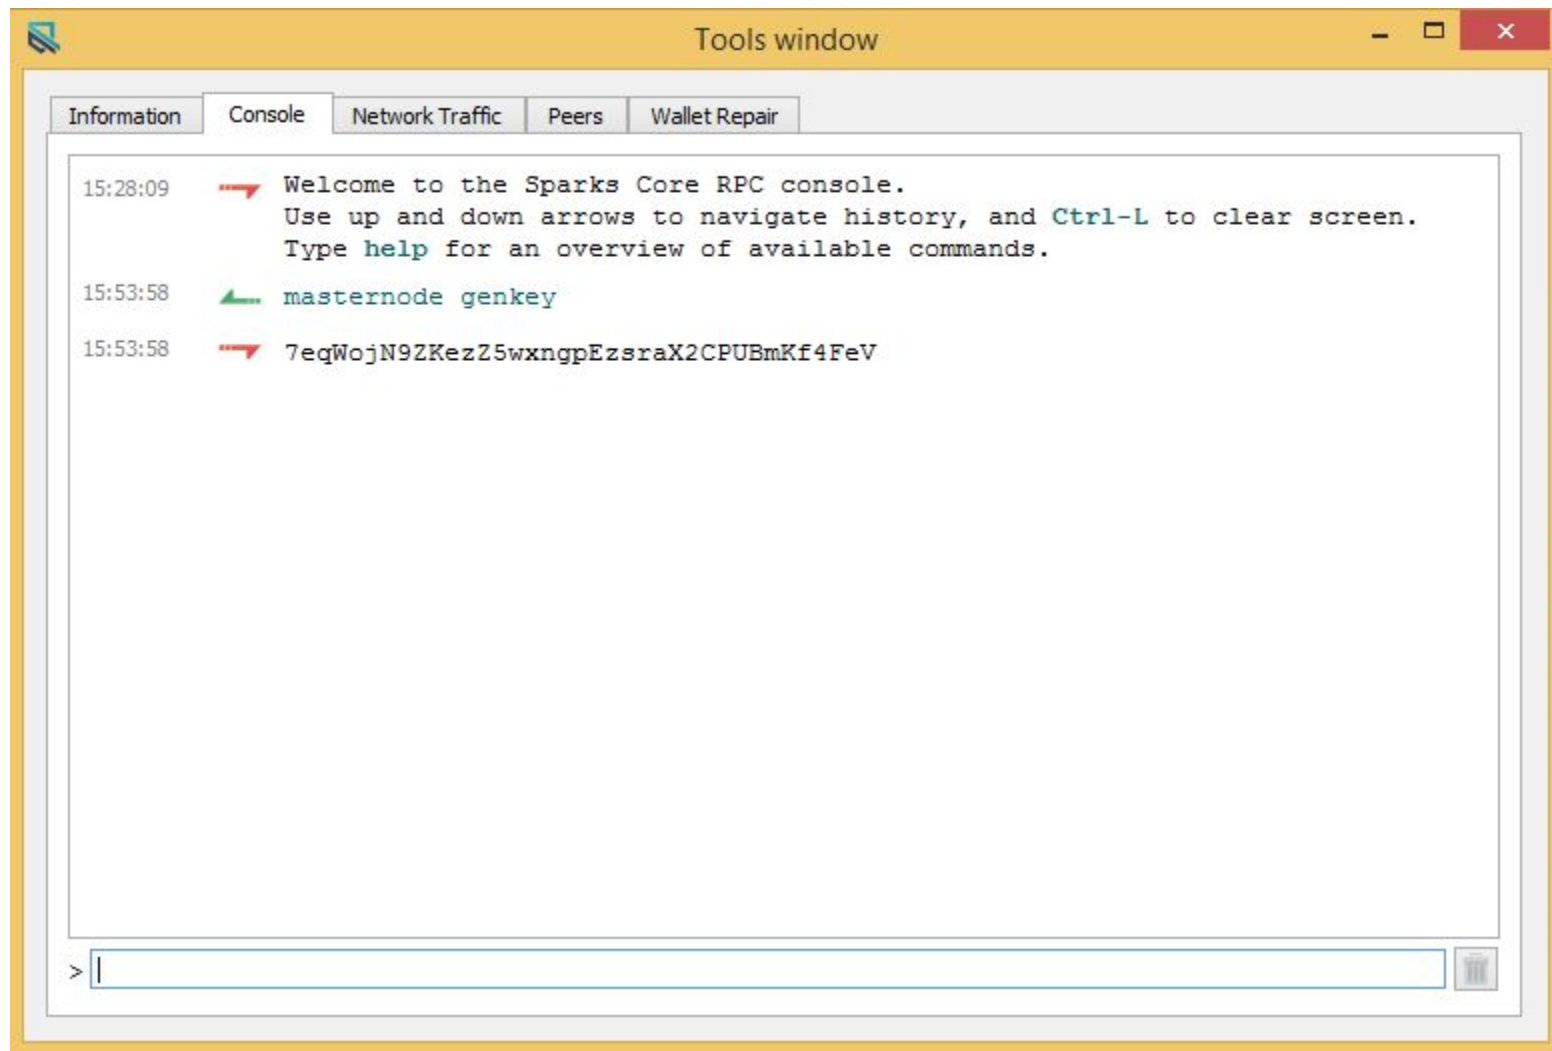 Tools window
Information Console Network Traffic Peers Wallet Repair
15:28:09 Welcome to the Sparks Core RPC console.
Use up and down arrows to navigate history, and Ctrl-L to clear screen.
Type help for an overview of available commands.
15:53:58 masternode genkey
15:53:58 7eqWojN9ZKezZ5wxngpEzsraX2CPUBmKf4FeV
>